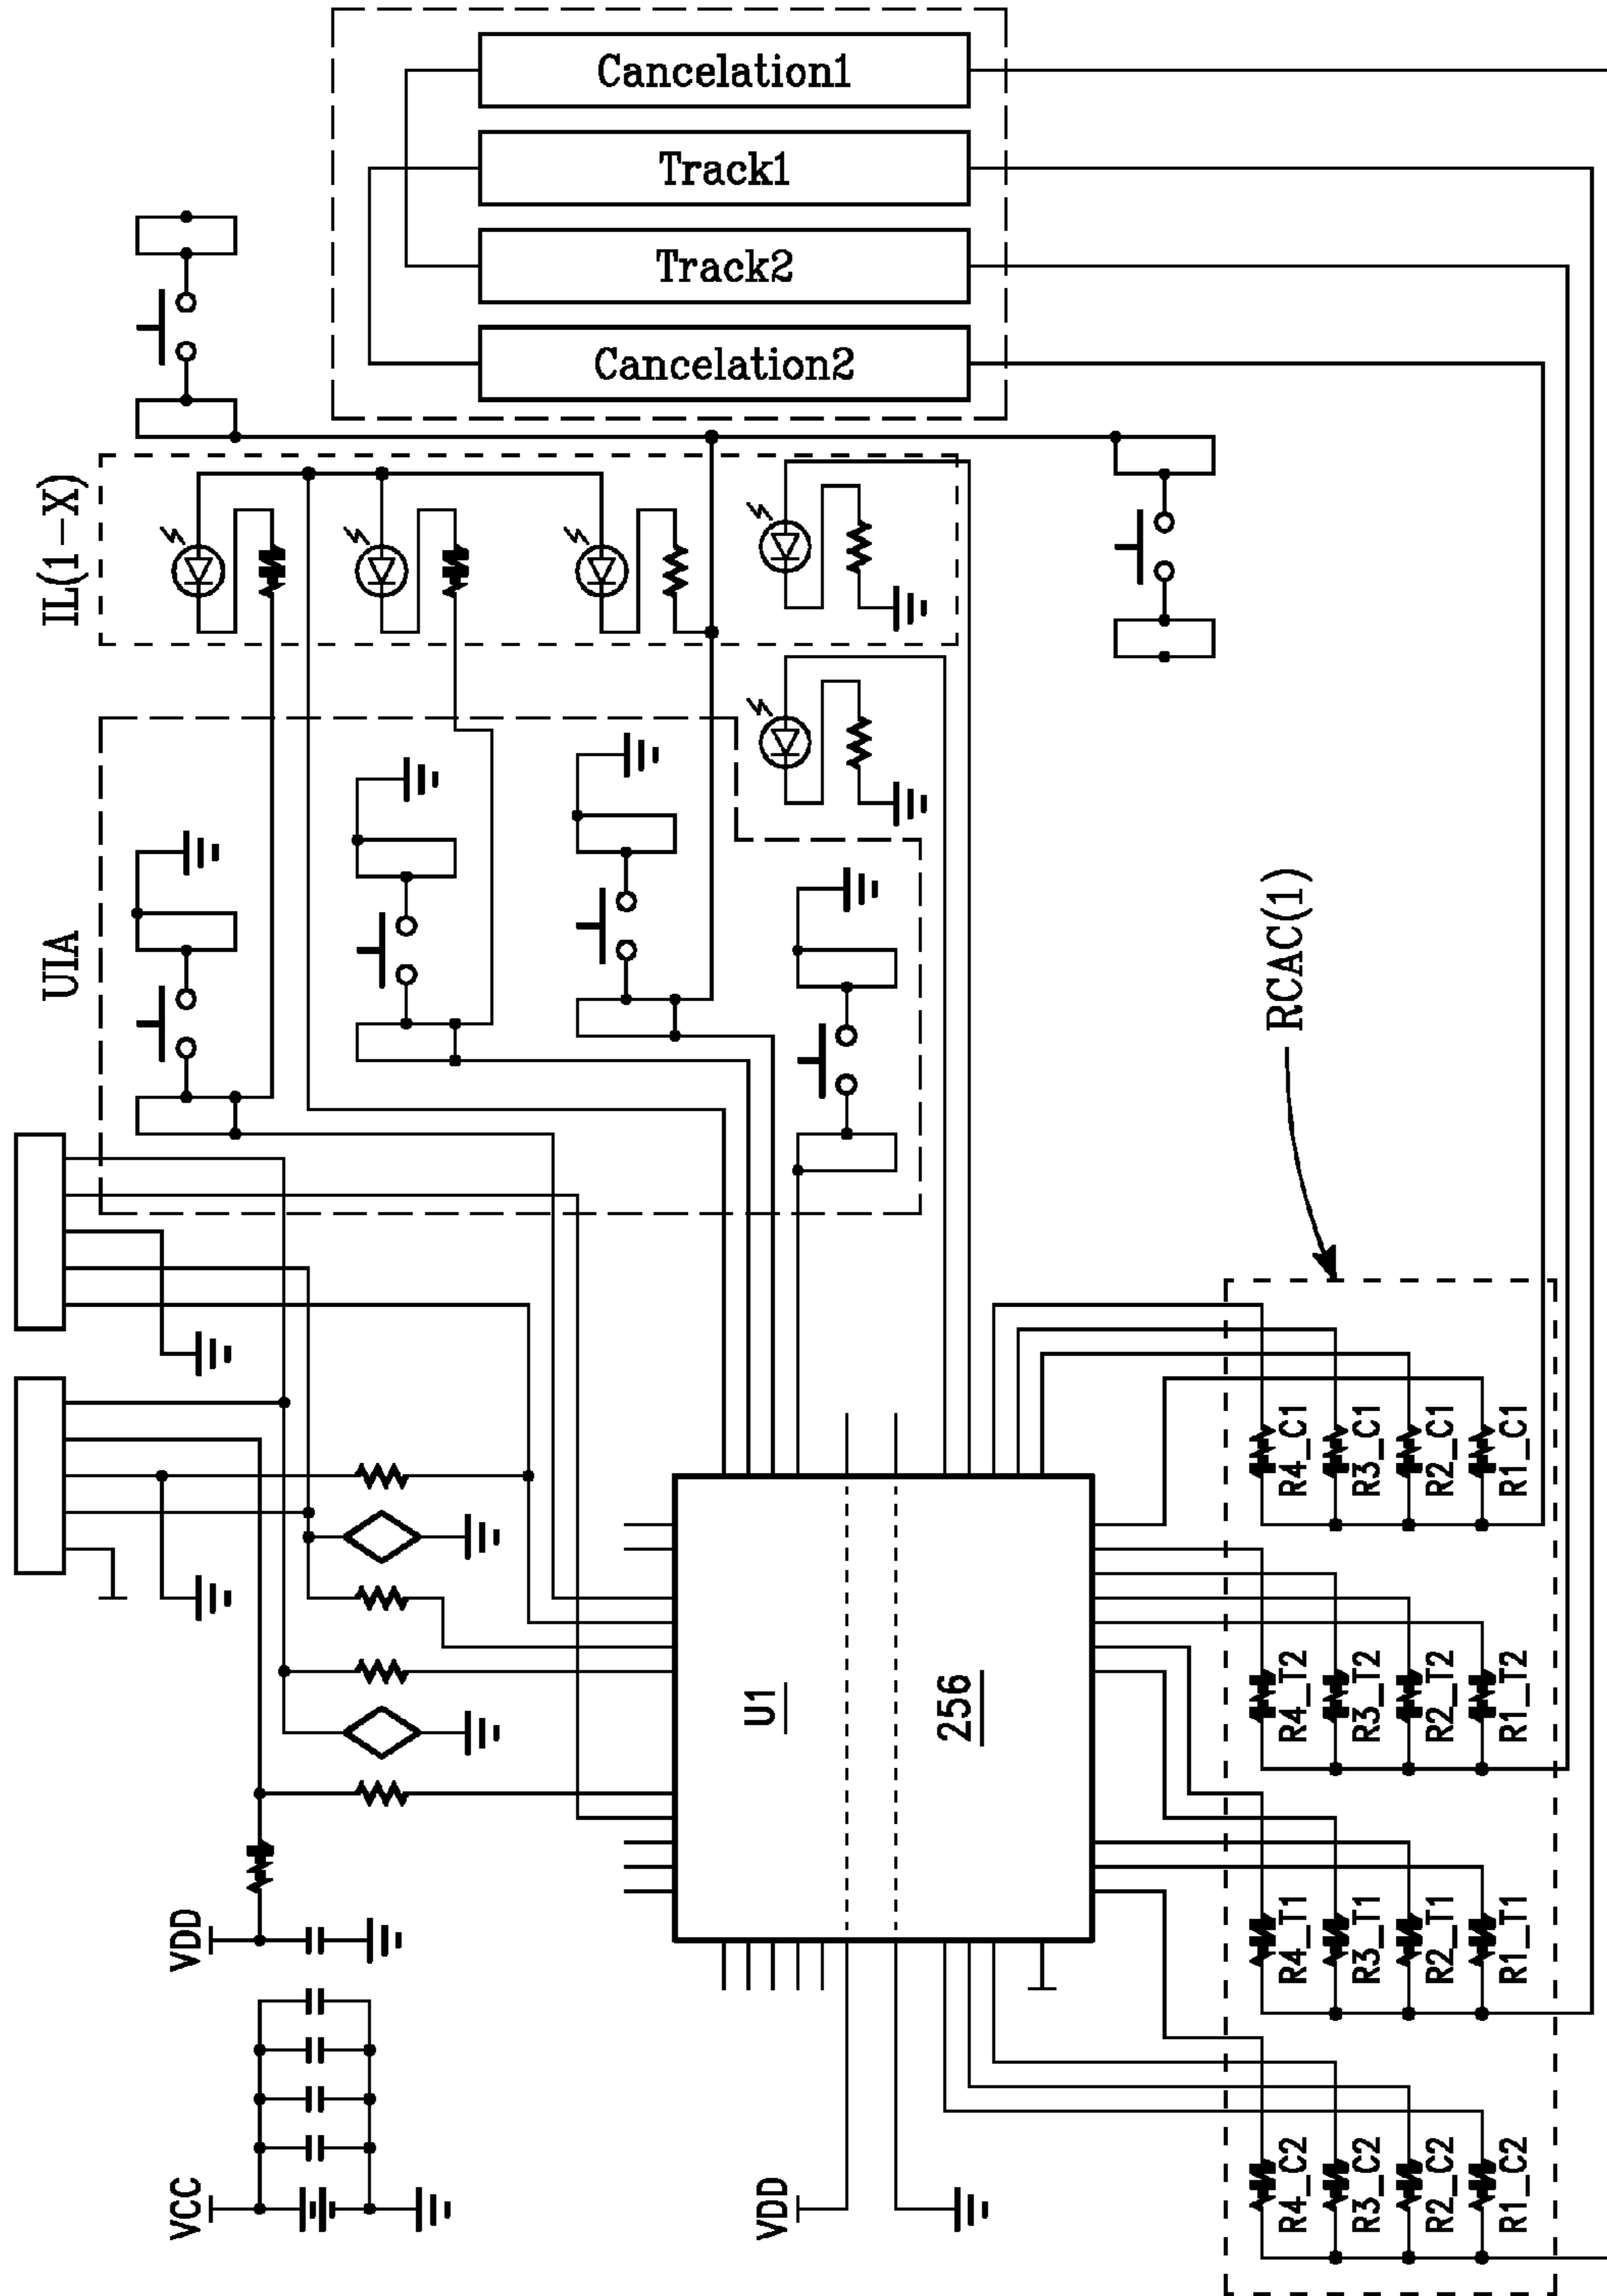 Cancelation1
Track1
Track2
Cancelation2
IL(1-X)
UIA
RCAC(1)
U1
256
VDD
VCC
VDD
R4_C1
R3_C1
R2_C1
R1_C1
R4_T2
R3_T2
R2_T2
R1_T2
R4_T1
R3_T1
R2_T1
R1_T1
R4_C2
R3_C2
R2_C2
R1_C2